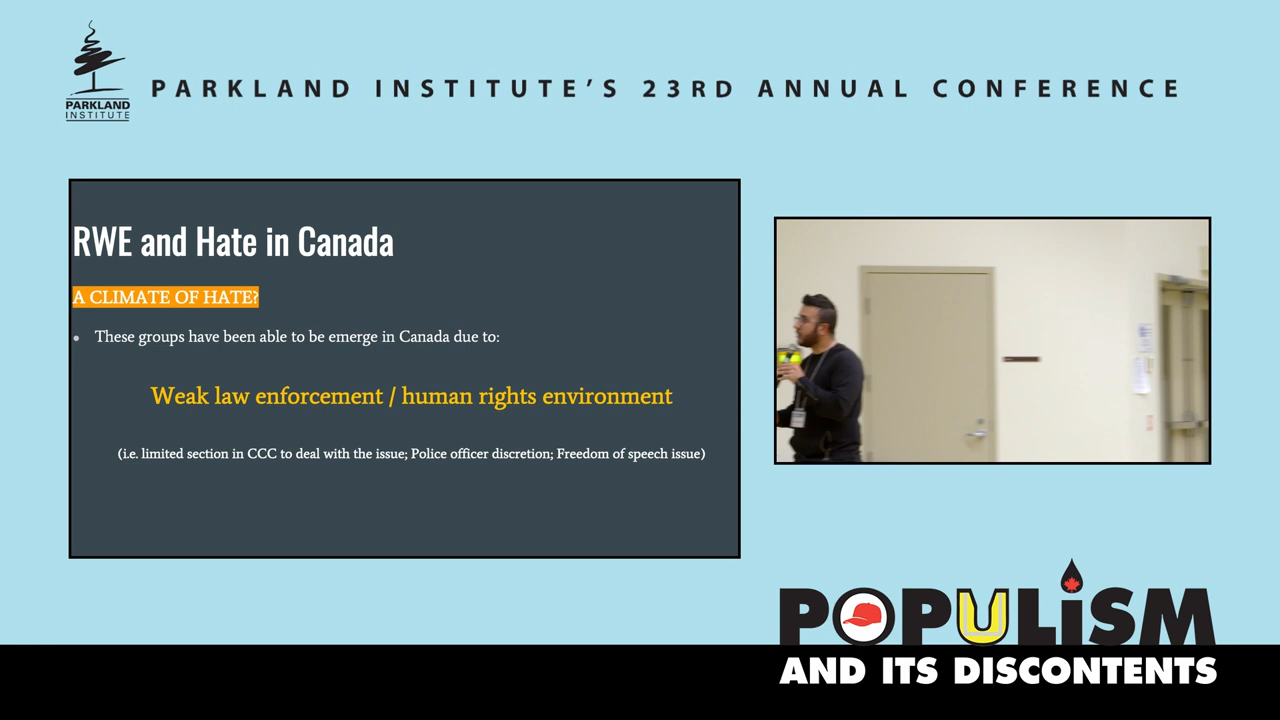 PARKLAND
INSTITUTE
PARKLAND INSTITUTE'S 23RD ANNUAL CONFERENCE
RWE and Hate in Canada
A CLIMATE OF HATE?
• These groups have been able to be emerge in Canada due to:
Weak law enforcement / human rights environment
(i.e. limited section in CCC to deal with the issue; Police officer discretion; Freedom of speech issue)
POPULiSM
AND ITS DISCONTENTS